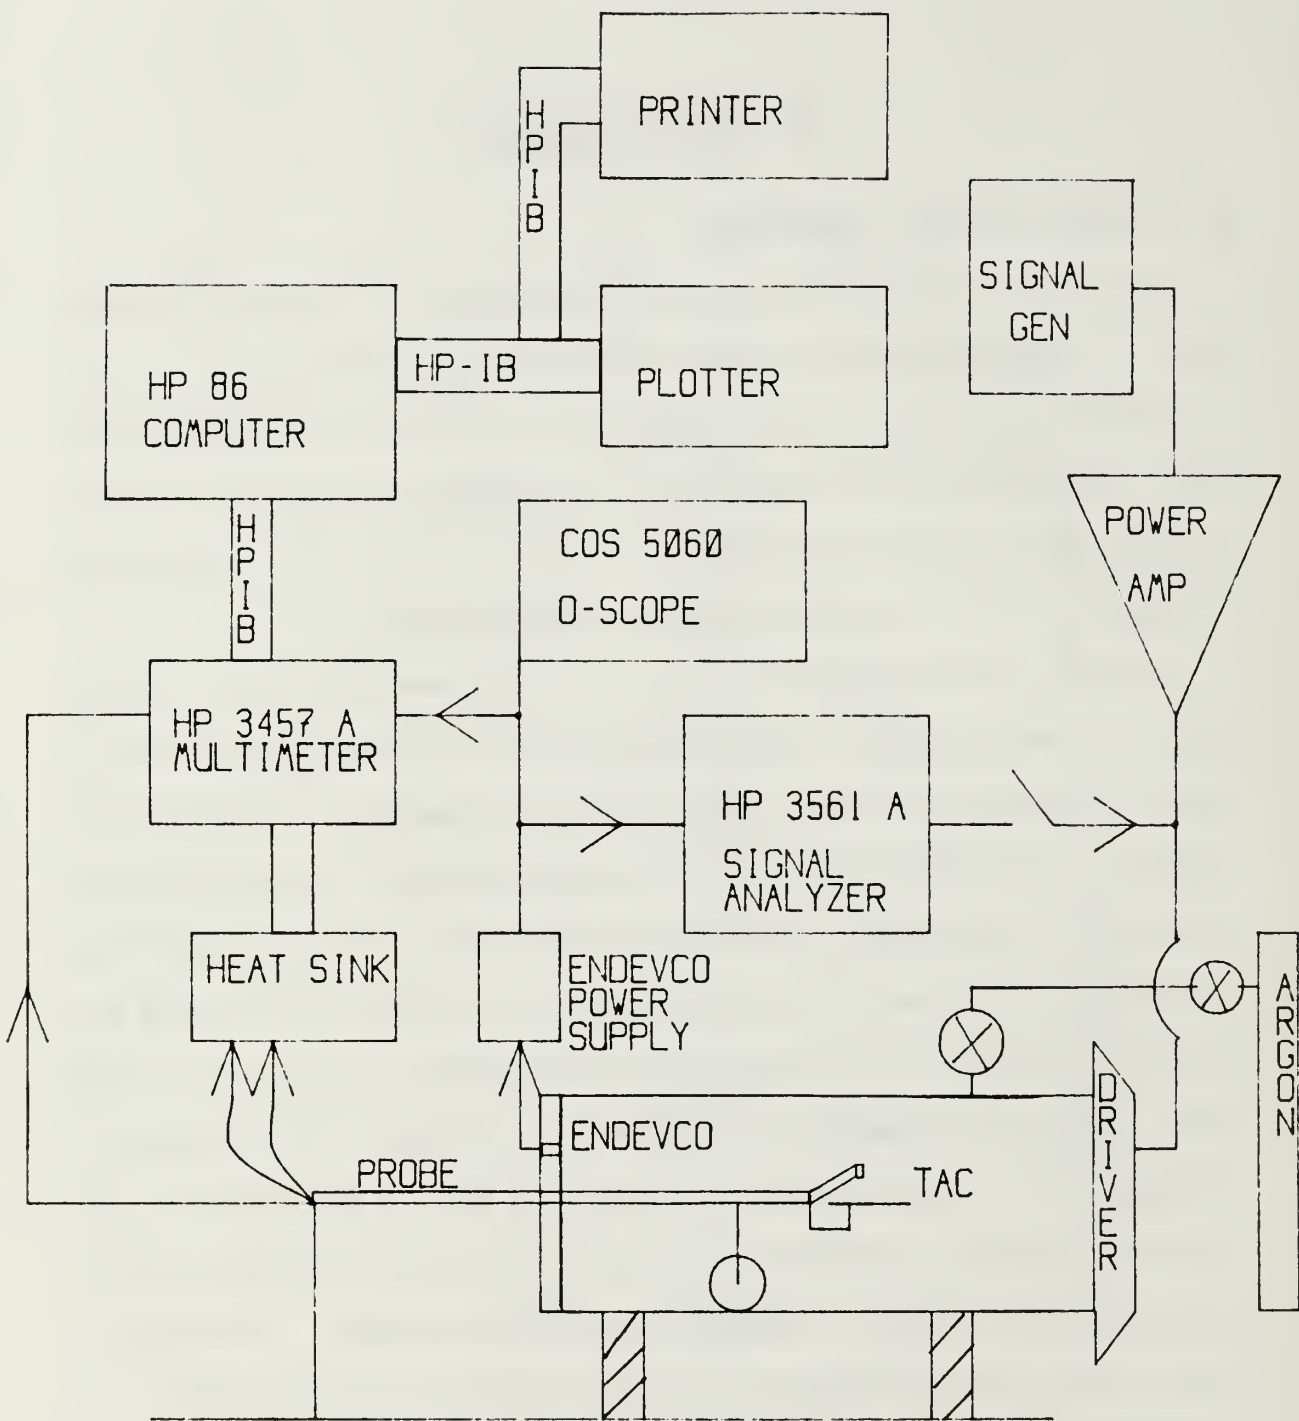 PRINTER
HPIB
SIGNAL
GEN
HP 86
COMPUTER
HP-IB
PLOTTER
POWER
AMP
COS 5060
O-SCOPE
HPIB
HP 3457 A
MULTIMETER
HP 3561 A
SIGNAL
ANALYZER
HEAT SINK
ENDEVCO
POWER
SUPPLY
ARGON
DRIVER
ENDEVCO
PROBE
TAC